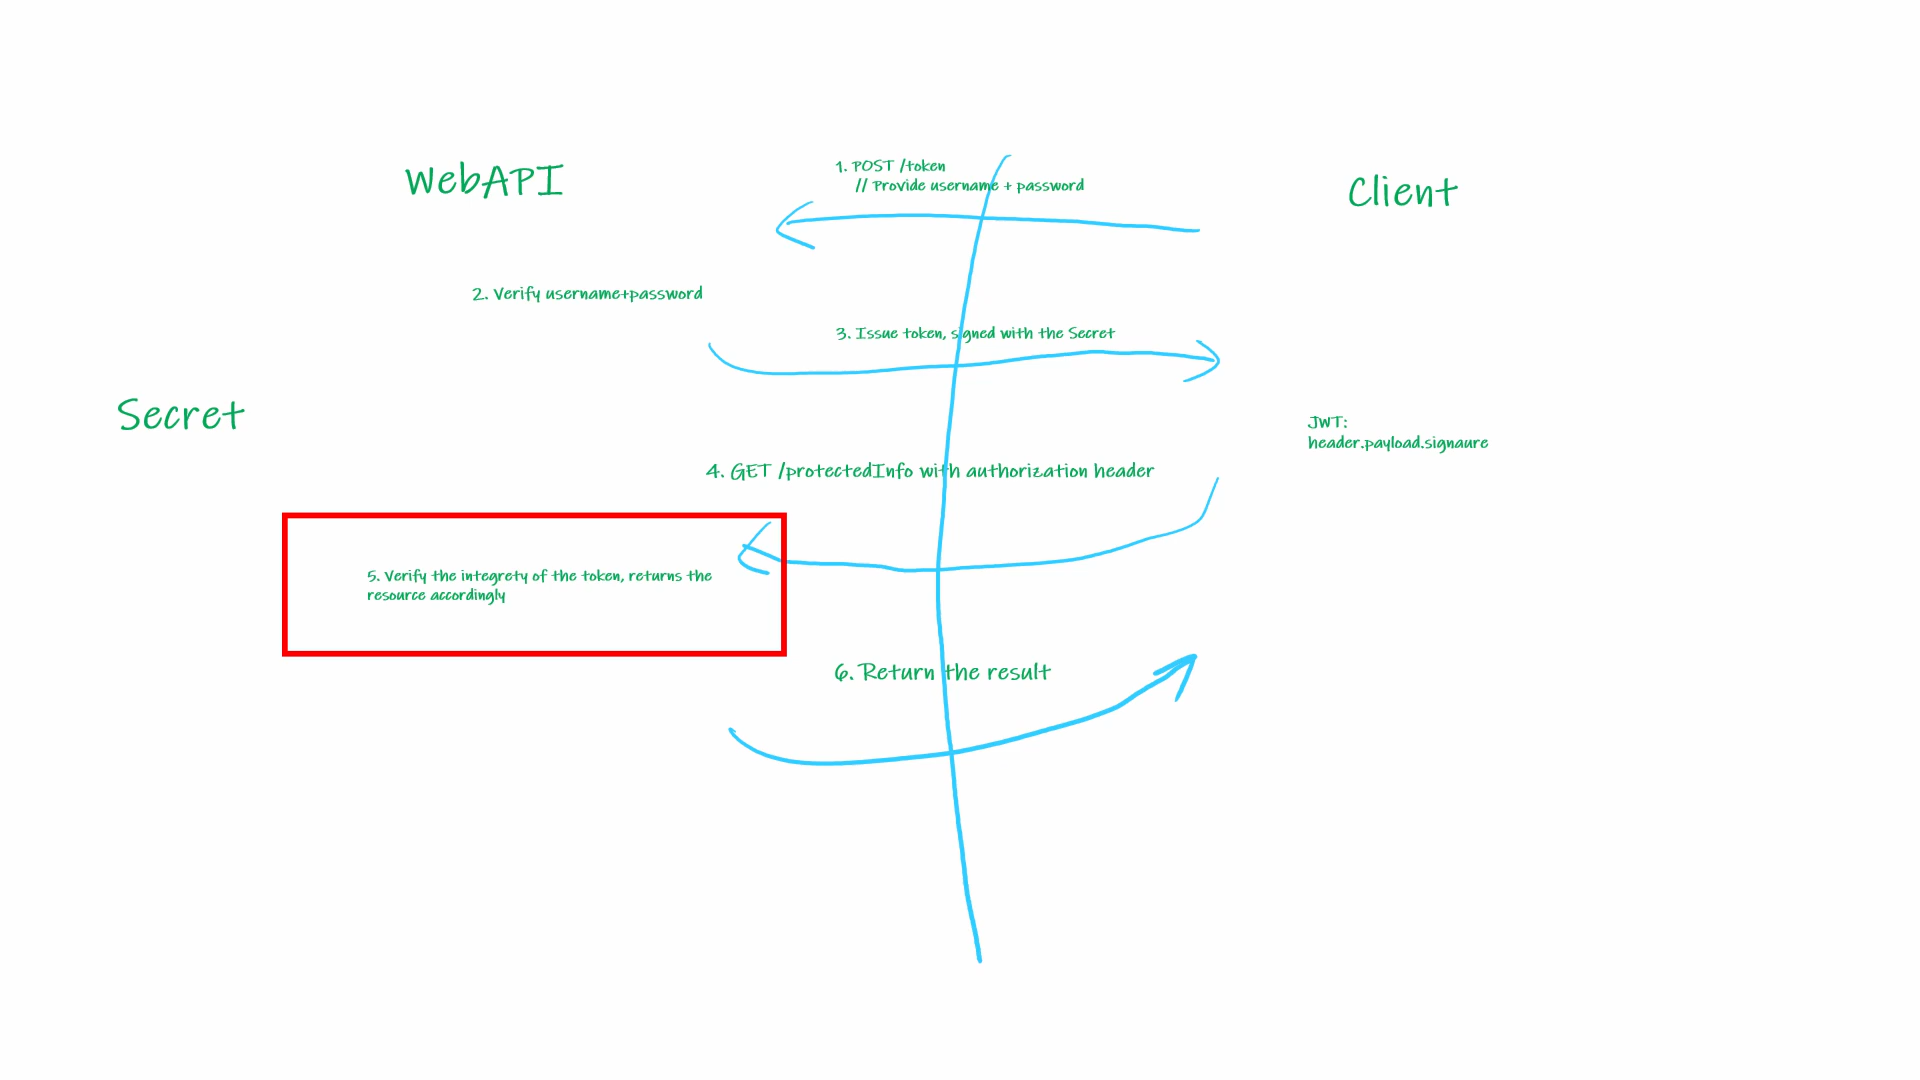 WebAPI
1. POST /token
// Provide username + password
Client
2. Verify username+password
3. Issue token, signed with the Secret
Secret
JWT:
header.payload.signaure
4. GET /protectedInfo with authorization header
5. Verify the integrety of the token, returns the
resource accordingly
6. Return the result